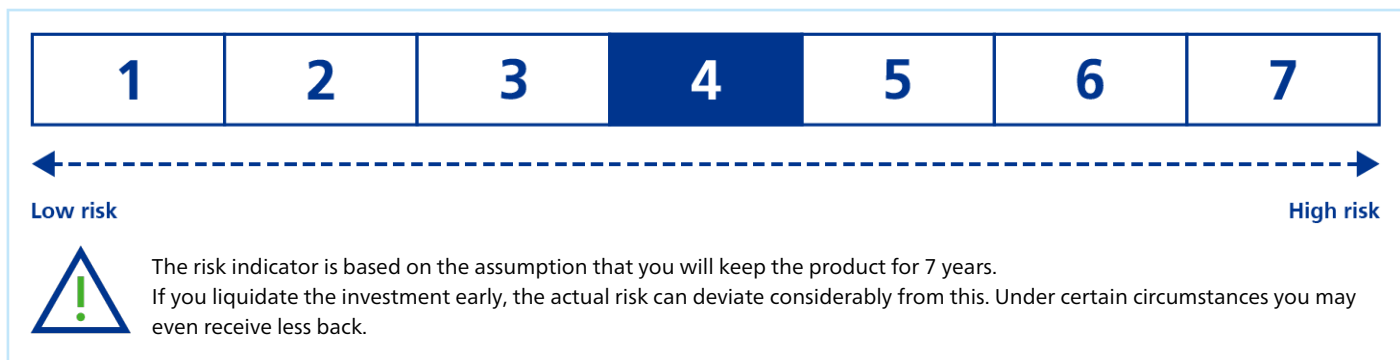 1 2 3 4 5 6 7
Low risk High risk
The risk indicator is based on the assumption that you will keep the product for 7 years.
If you liquidate the investment early, the actual risk can deviate considerably from this. Under certain circumstances you may
even receive less back.